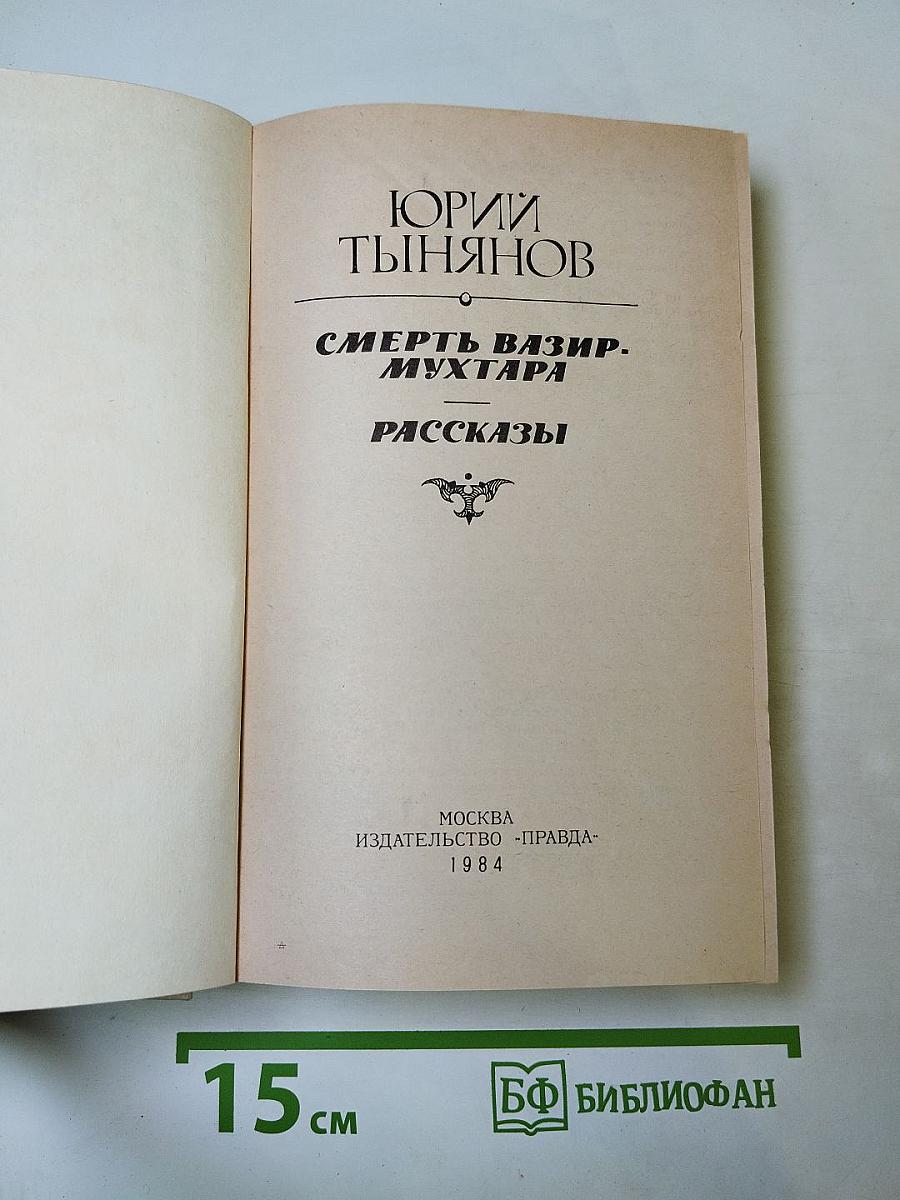 ЮРИЙ
ТЫНЯНОВ
СМЕРТЬ ВАЗИР-
МУХТАРА
РАССКАЗЫ
МОСКВА
ИЗДАТЕЛЬСТВО «ПРАВДА»
1984
15 см
БФ БИБЛИОФАН